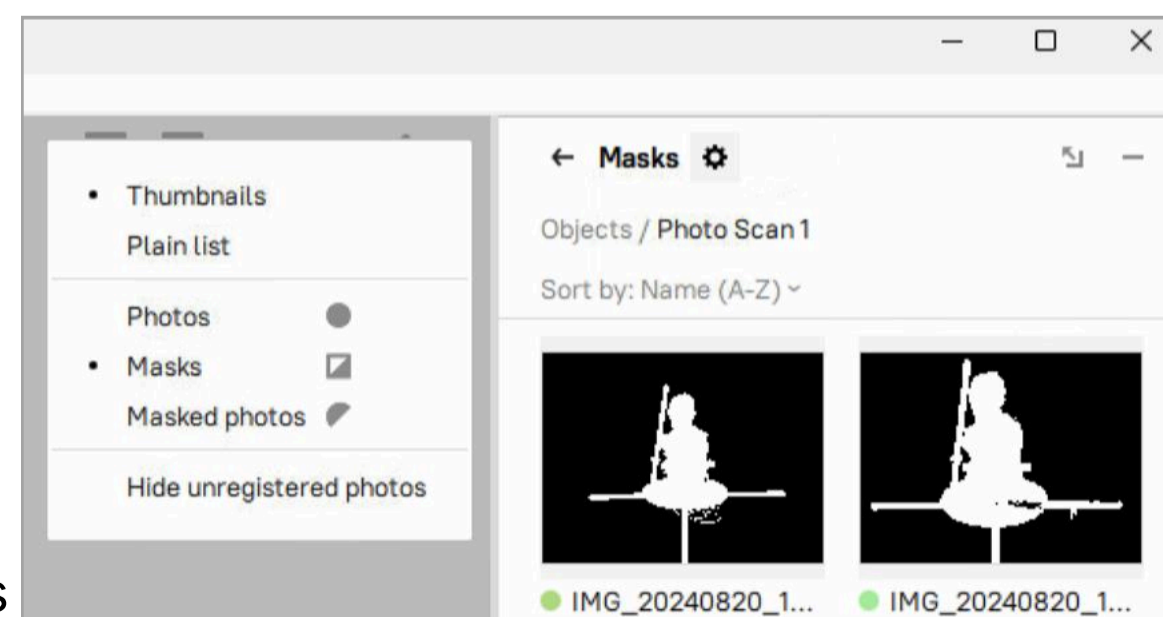 Thumbnails
Plain list
Photos
Masks
Masked photos
Hide unregistered photos
Masks
Objects / Photo Scan 1
Sort by: Name (A-Z)
IMG_20240820_1...
IMG_20240820_1...
s